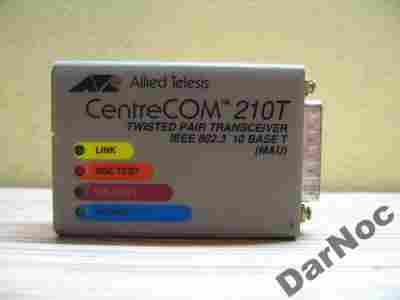 Allied Telesis
CentreCOM™ 210T
TWISTED PAIR TRANSCEIVER
IEEE 802.3 10 BASE T
(MAU)
LINK
SQE TEST
DarNoc